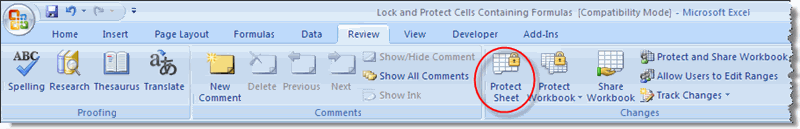 Lock and Protect Cells Containing Formulas [Compatibility Mode] - Microsoft Excel
Home Insert Page Layout Formulas Data Review View Developer Add-Ins
ABC
Spelling Research Thesaurus Translate
Proofing
New Comment Delete Previous Next
Show/Hide Comment
Show All Comments
Show Ink
Comments
Protect Sheet Protect Workbook Share Workbook
Protect and Share Workbook
Allow Users to Edit Ranges
Track Changes
Changes